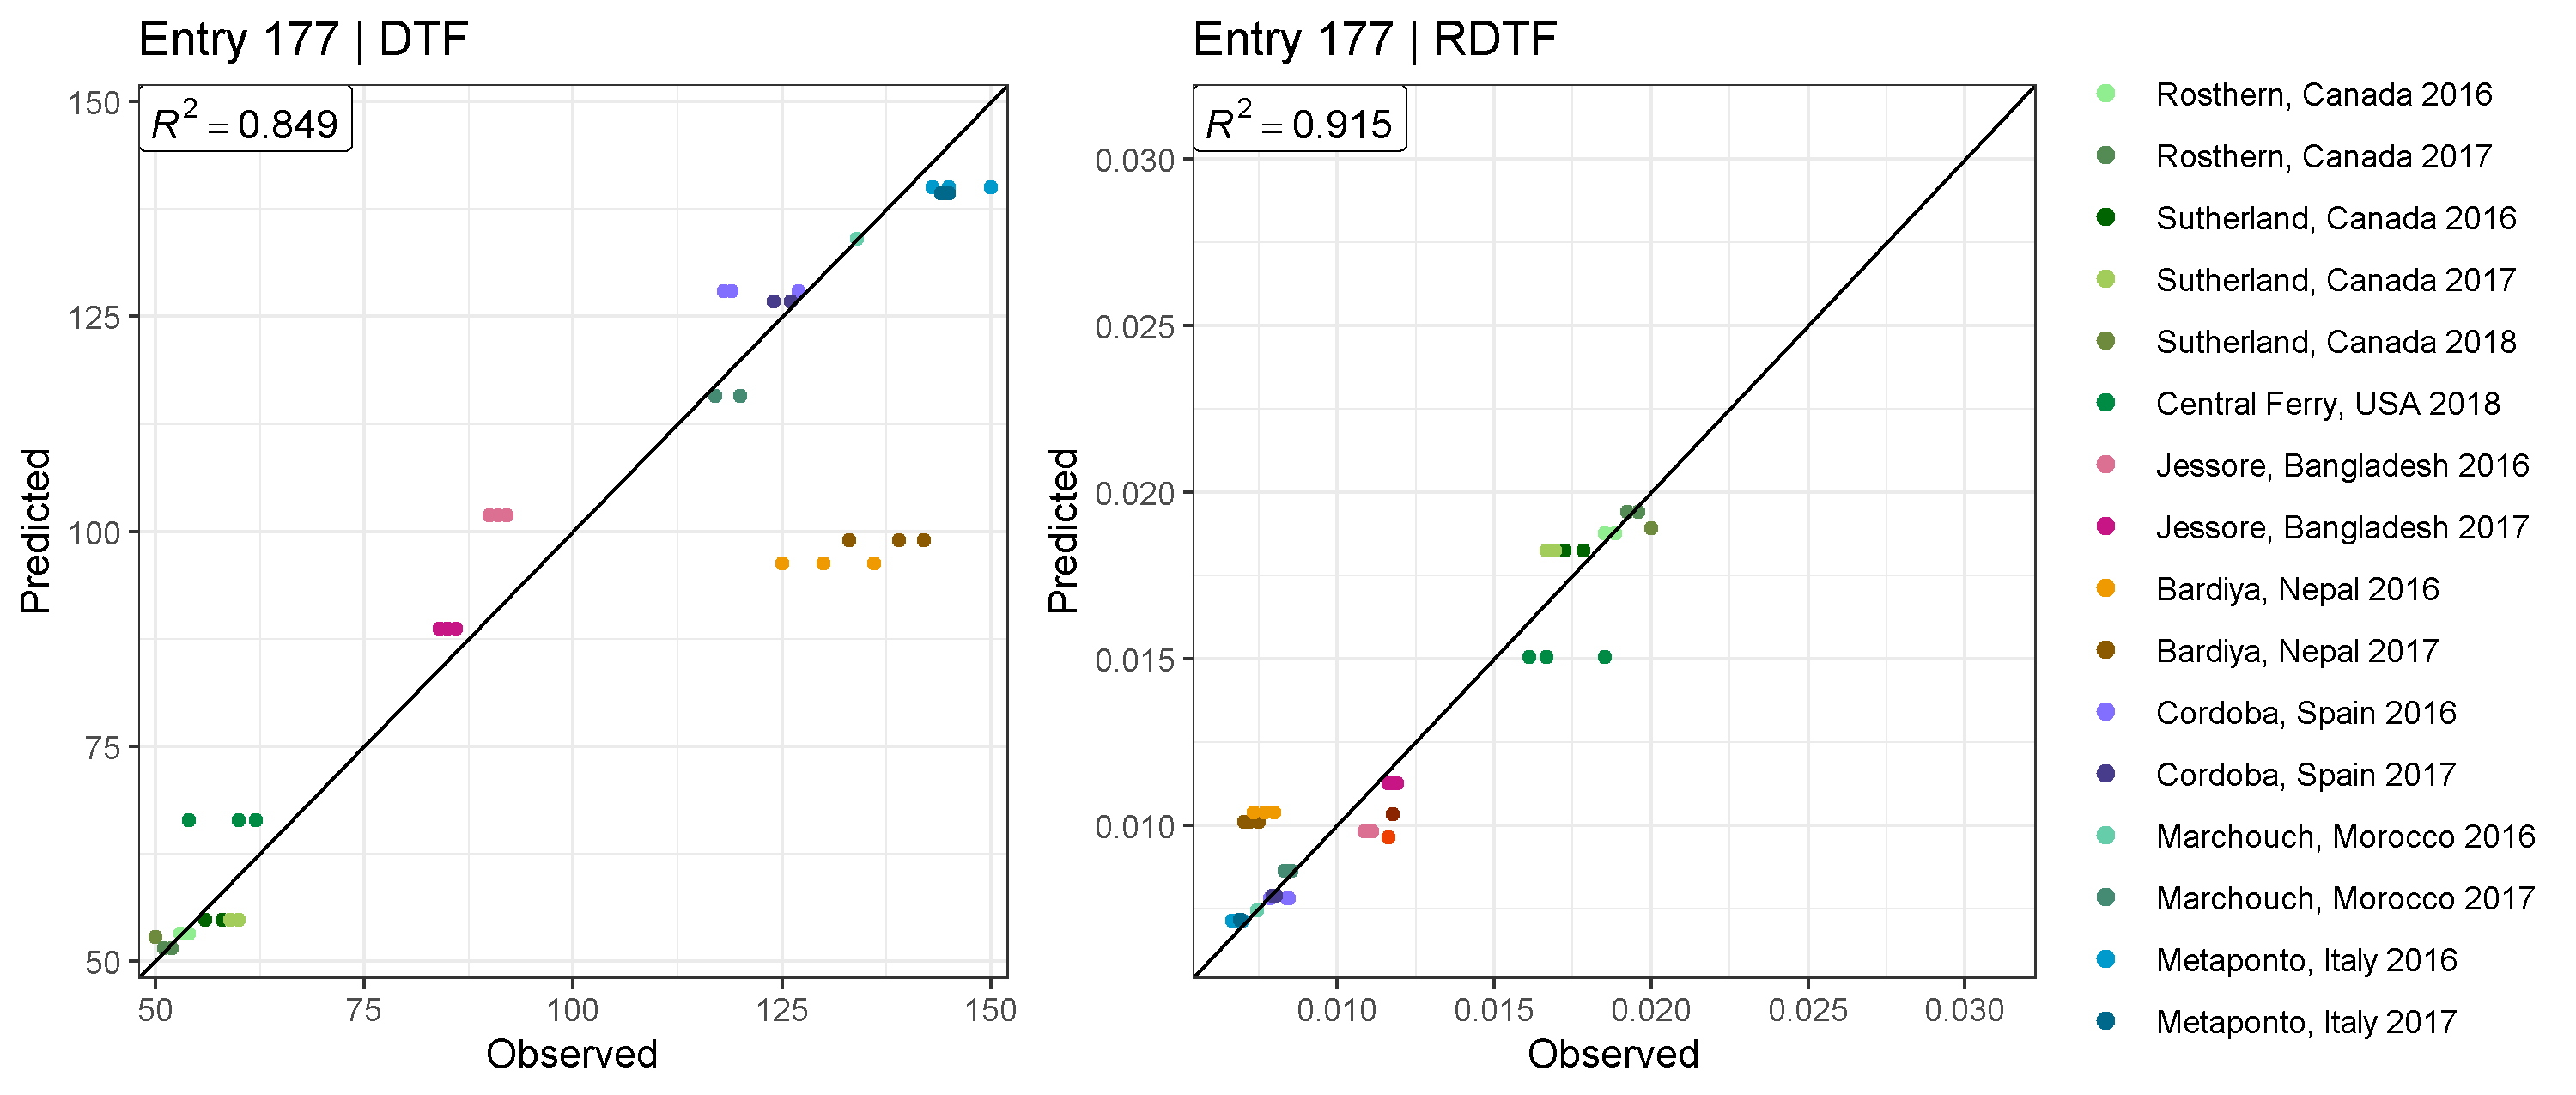 Entry 177 | DTF
R² = 0.849
150
125
100
75
50
Predicted
50 75 100 125 150
Observed
Entry 177 | RDTF
R² = 0.915
0.030
0.025
0.020
0.015
0.010
Predicted
0.010 0.015 0.020 0.025 0.030
Observed
Rosthern, Canada 2016
Rosthern, Canada 2017
Sutherland, Canada 2016
Sutherland, Canada 2017
Sutherland, Canada 2018
Central Ferry, USA 2018
Jessore, Bangladesh 2016
Jessore, Bangladesh 2017
Bardiya, Nepal 2016
Bardiya, Nepal 2017
Cordoba, Spain 2016
Cordoba, Spain 2017
Marchouch, Morocco 2016
Marchouch, Morocco 2017
Metaponto, Italy 2016
Metaponto, Italy 2017